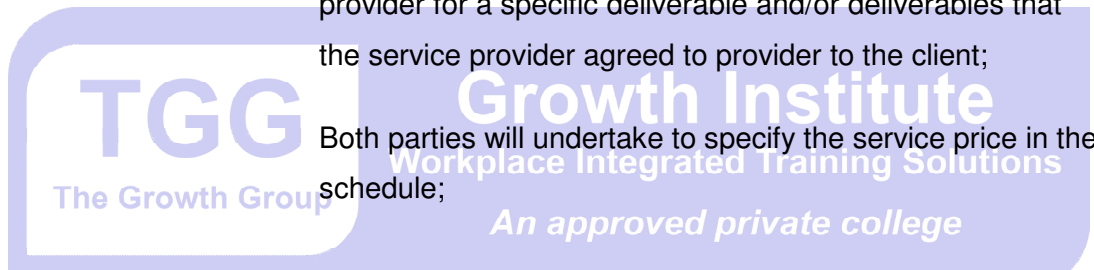 provider for a specific deliverable and/or deliverables that
the service provider agreed to provider to the client;
TGG
Growth Institute
Both parties will undertake to specify the service price in the
Workplace Integrated Training Solutions
The Growth Group
schedule;
An approved private college